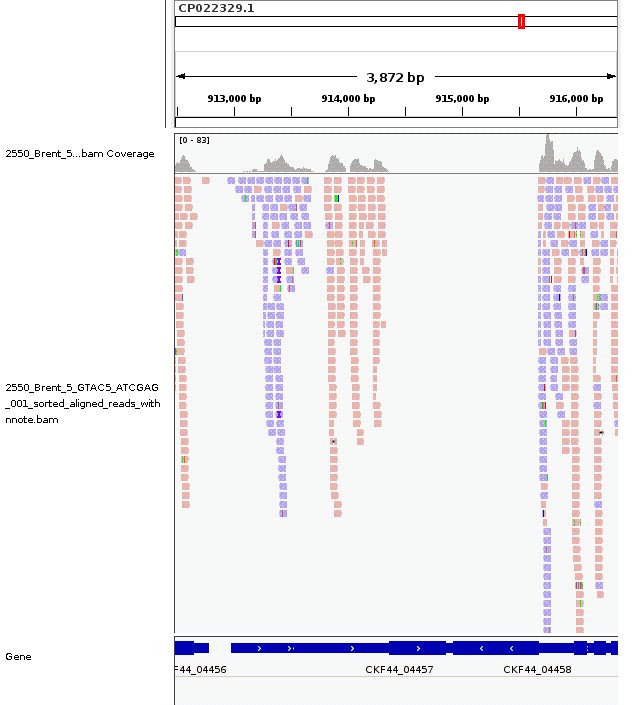 CP022329.1
3,872 bp
913,000 bp 914,000 bp 915,000 bp 916,000 bp
[0 - 83]
2550_Brent_5...bam Coverage
2550_Brent_5_GTAC5_ATCGAG
_001_sorted_aligned_reads_with
nnote.bam
Gene
F44_04456 CKF44_04457 CKF44_04458